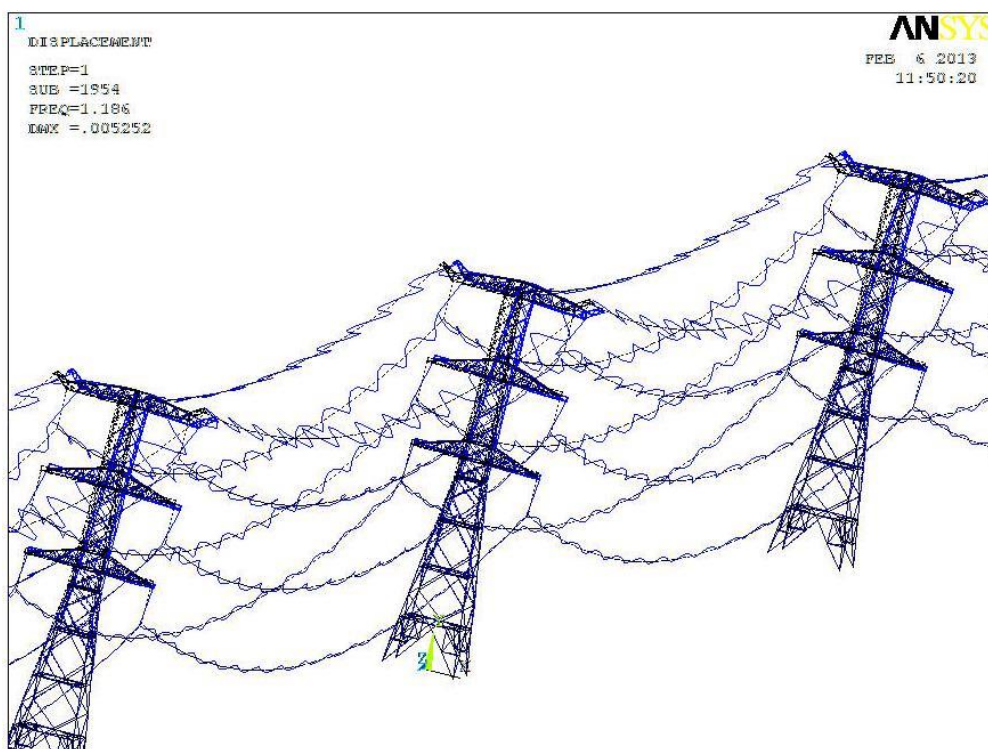 1
DISPLACEMENT
STEP=1
SUB =1954
FREQ=1.186
DMX =.005252
ANSYS
FEB  6 2013
11:50:20